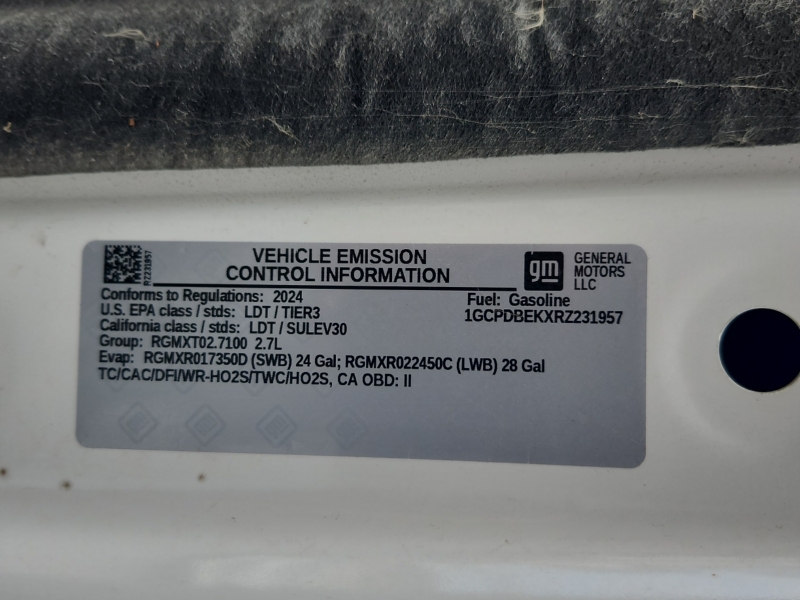 RZ231957
VEHICLE EMISSION
CONTROL INFORMATION
gm
GENERAL
MOTORS
LLC
Conforms to Regulations: 2024
Fuel: Gasoline
U.S. EPA class / stds: LDT / TIER3
1GCPDBEKXRZ231957
California class / stds: LDT / SULEV30
Group: RGMXT02.7100 2.7L
Evap: RGMXR017350D (SWB) 24 Gal; RGMXR022450C (LWB) 28 Gal
TC/CAC/DFI/WR-HO2S/TWC/HO2S, CA OBD: II